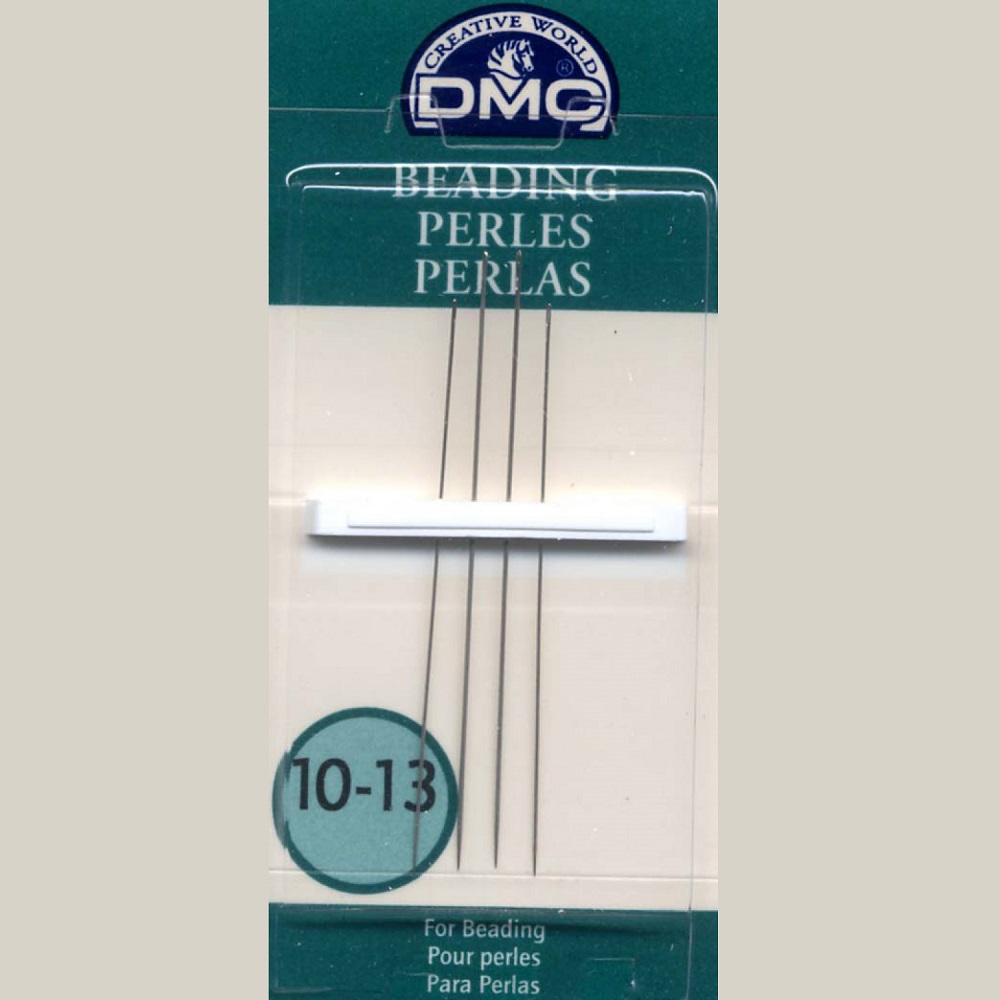 CREATIVE WORLD
DMC®
BEADING
PERLES
PERLAS
10-13
For Beading
Pour perles
Para Perlas